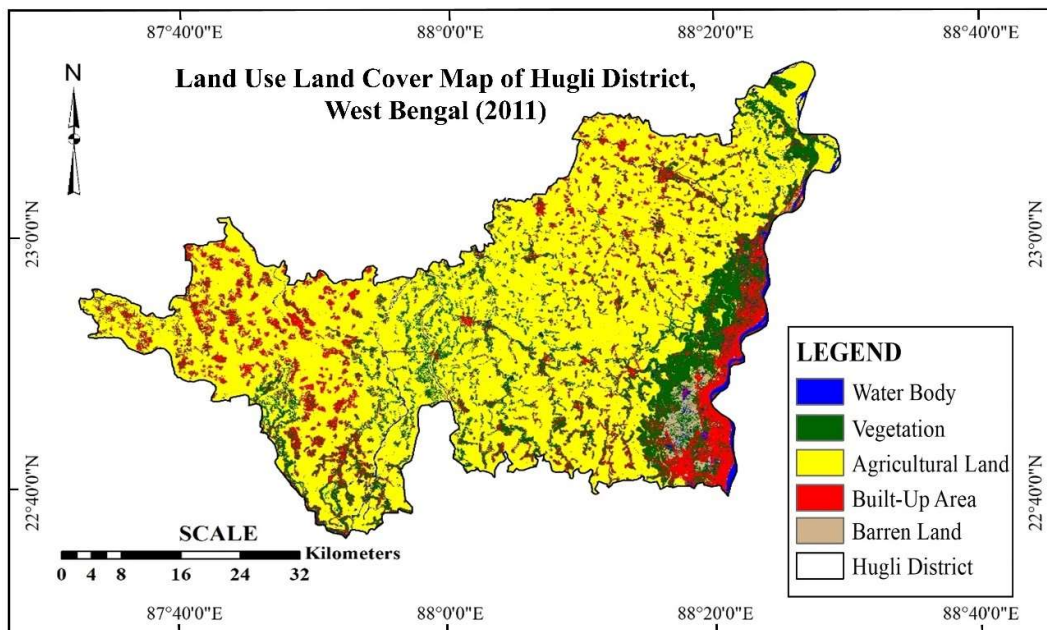 87°40'0"E 88°0'0"E 88°20'0"E 88°40'0"E
N
Land Use Land Cover Map of Hugli District,
West Bengal (2011)
23°0'0"N
23°0'0"N
22°40'0"N
22°40'0"N
LEGEND
Water Body
Vegetation
Agricultural Land
Built-Up Area
Barren Land
Hugli District
SCALE
Kilometers
0 4 8 16 24 32
87°40'0"E 88°0'0"E 88°20'0"E 88°40'0"E